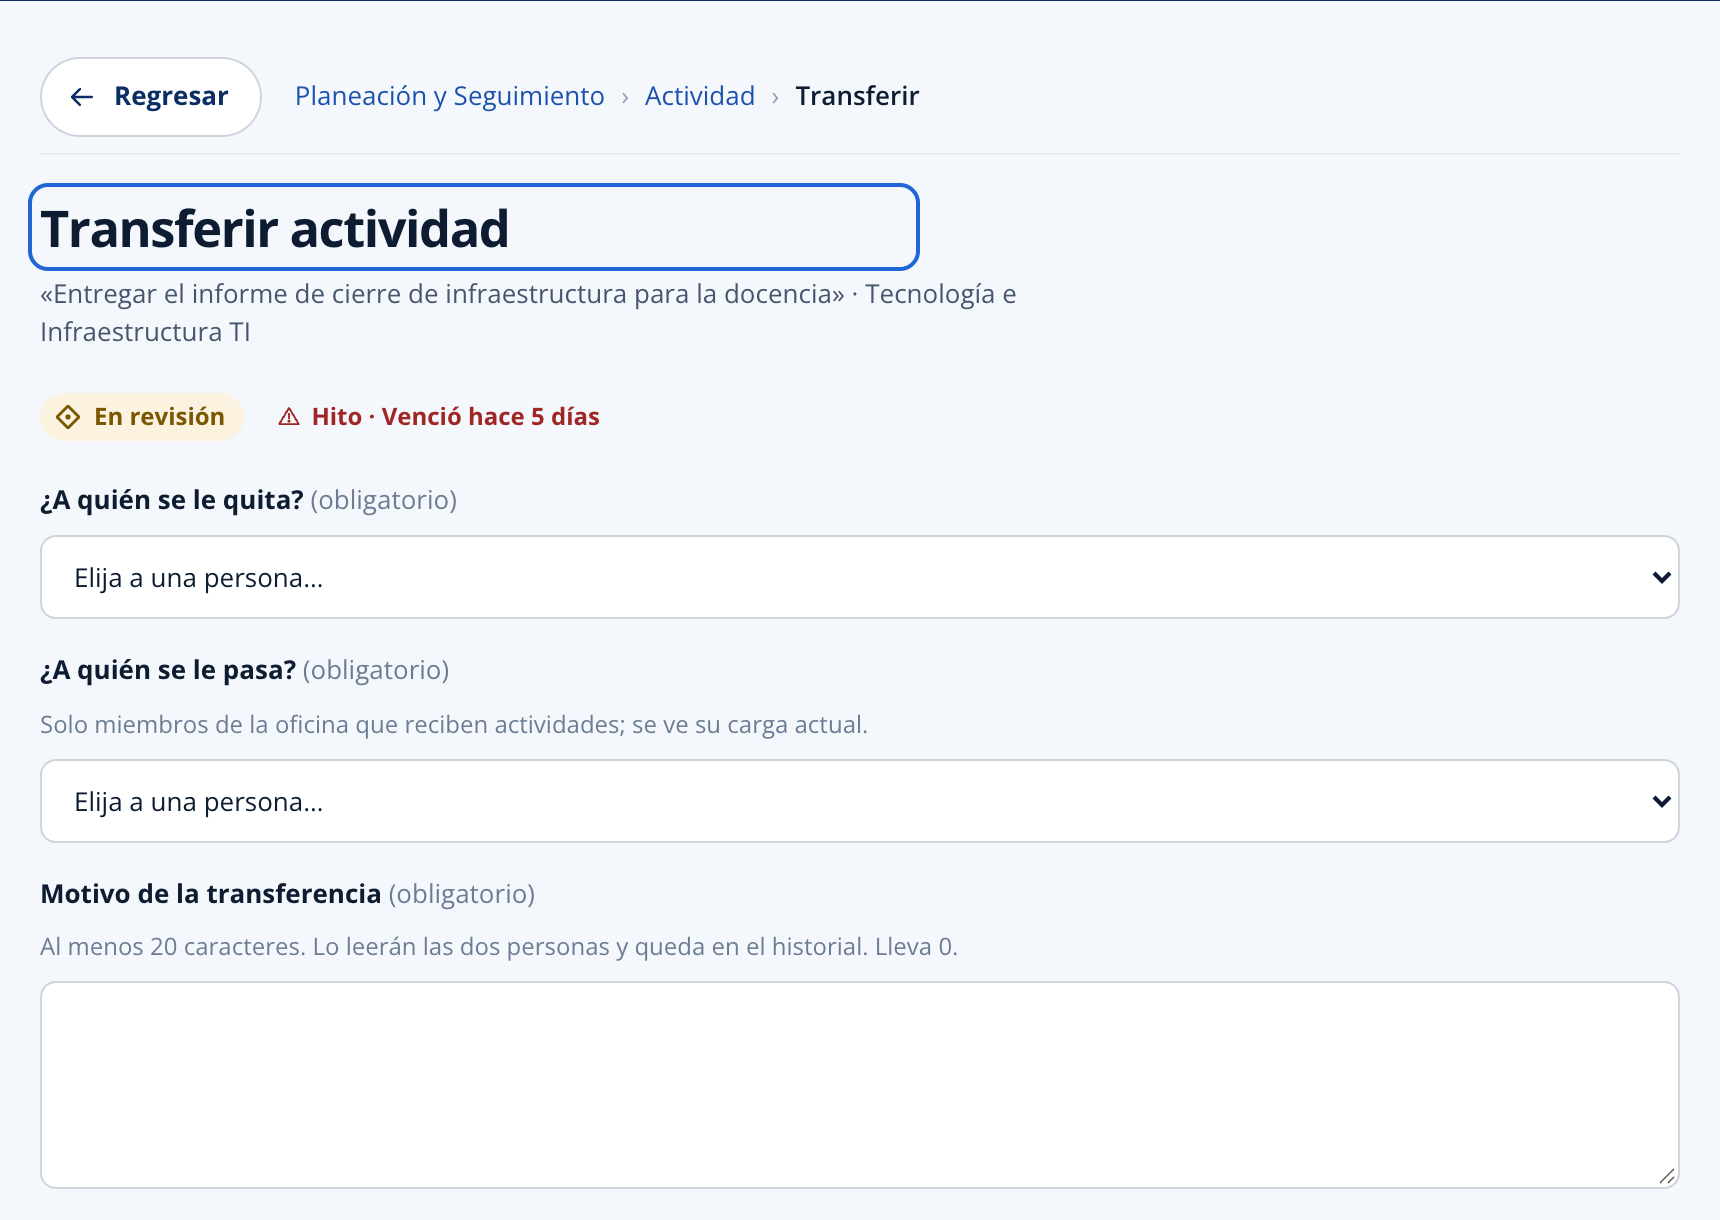 ← Regresar
Planeación y Seguimiento › Actividad › Transferir
Transferir actividad
«Entregar el informe de cierre de infraestructura para la docencia» · Tecnología e
Infraestructura TI
En revisión
Hito · Venció hace 5 días
¿A quién se le quita? (obligatorio)
Elija a una persona...
¿A quién se le pasa? (obligatorio)
Solo miembros de la oficina que reciben actividades; se ve su carga actual.
Elija a una persona...
Motivo de la transferencia (obligatorio)
Al menos 20 caracteres. Lo leerán las dos personas y queda en el historial. Lleva 0.